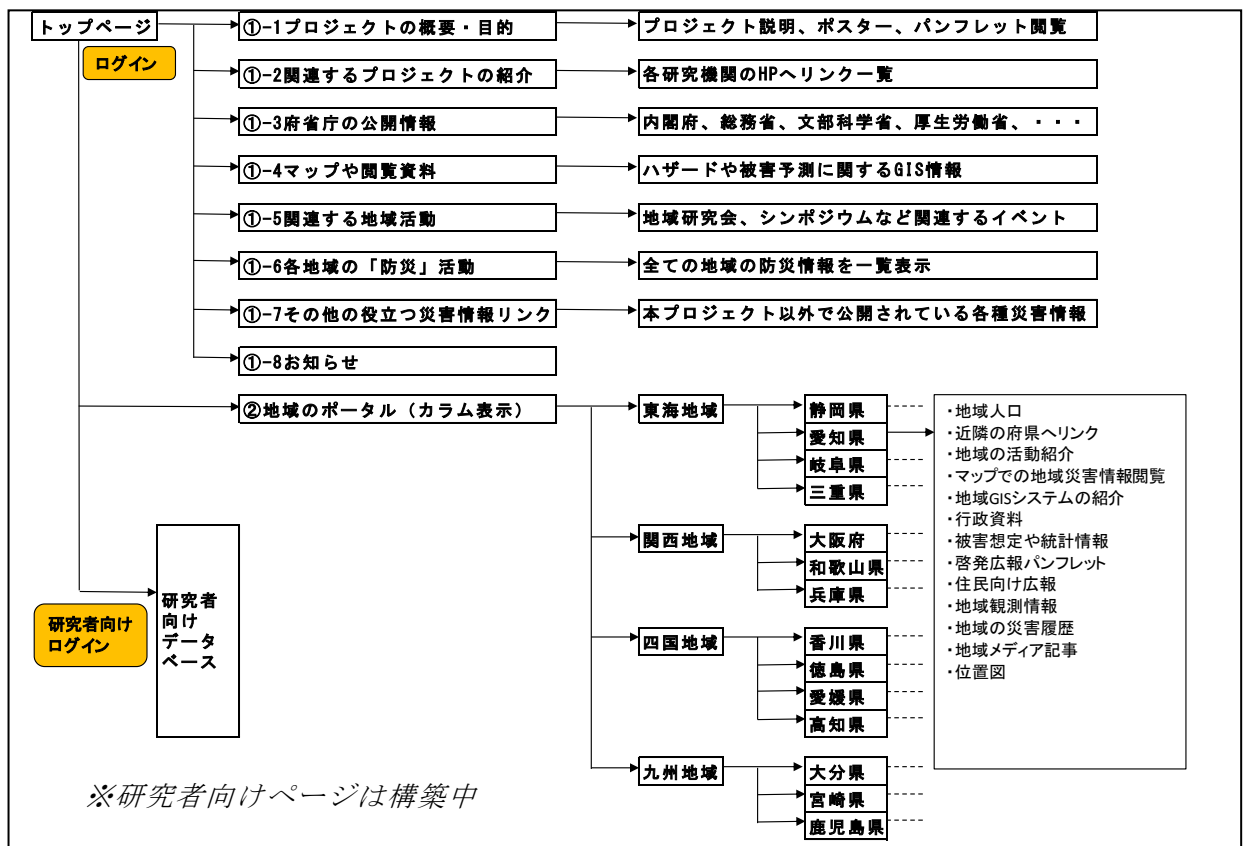 トップページ
ログイン
①-1プロジェクトの概要・目的
プロジェクト説明、ポスター、パンフレット閲覧
①-2関連するプロジェクトの紹介
各研究機関のHPへリンク一覧
①-3府省庁の公開情報
内閣府、総務省、文部科学省、厚生労働省、・・・
①-4マップや閲覧資料
ハザードや被害予測に関するGIS情報
①-5関連する地域活動
地域研究会、シンポジウムなど関連するイベント
①-6各地域の「防災」活動
全ての地域の防災情報を一覧表示
①-7その他の役立つ災害情報リンク
本プロジェクト以外で公開されている各種災害情報
①-8お知らせ
②地域のポータル（カラム表示）
東海地域
静岡県
愛知県
岐阜県
三重県
関西地域
大阪府
和歌山県
兵庫県
四国地域
香川県
徳島県
愛媛県
高知県
九州地域
大分県
宮崎県
鹿児島県
・地域人口
・近隣の府県へリンク
・地域の活動紹介
・マップでの地域災害情報閲覧
・地域GISシステムの紹介
・行政資料
・被害想定や統計情報
・啓発広報パンフレット
・住民向け広報
・地域観測情報
・地域の災害履歴
・地域メディア記事
・位置図
研究者向け
ログイン
研究者
向け
データ
ベース
※研究者向けページは構築中